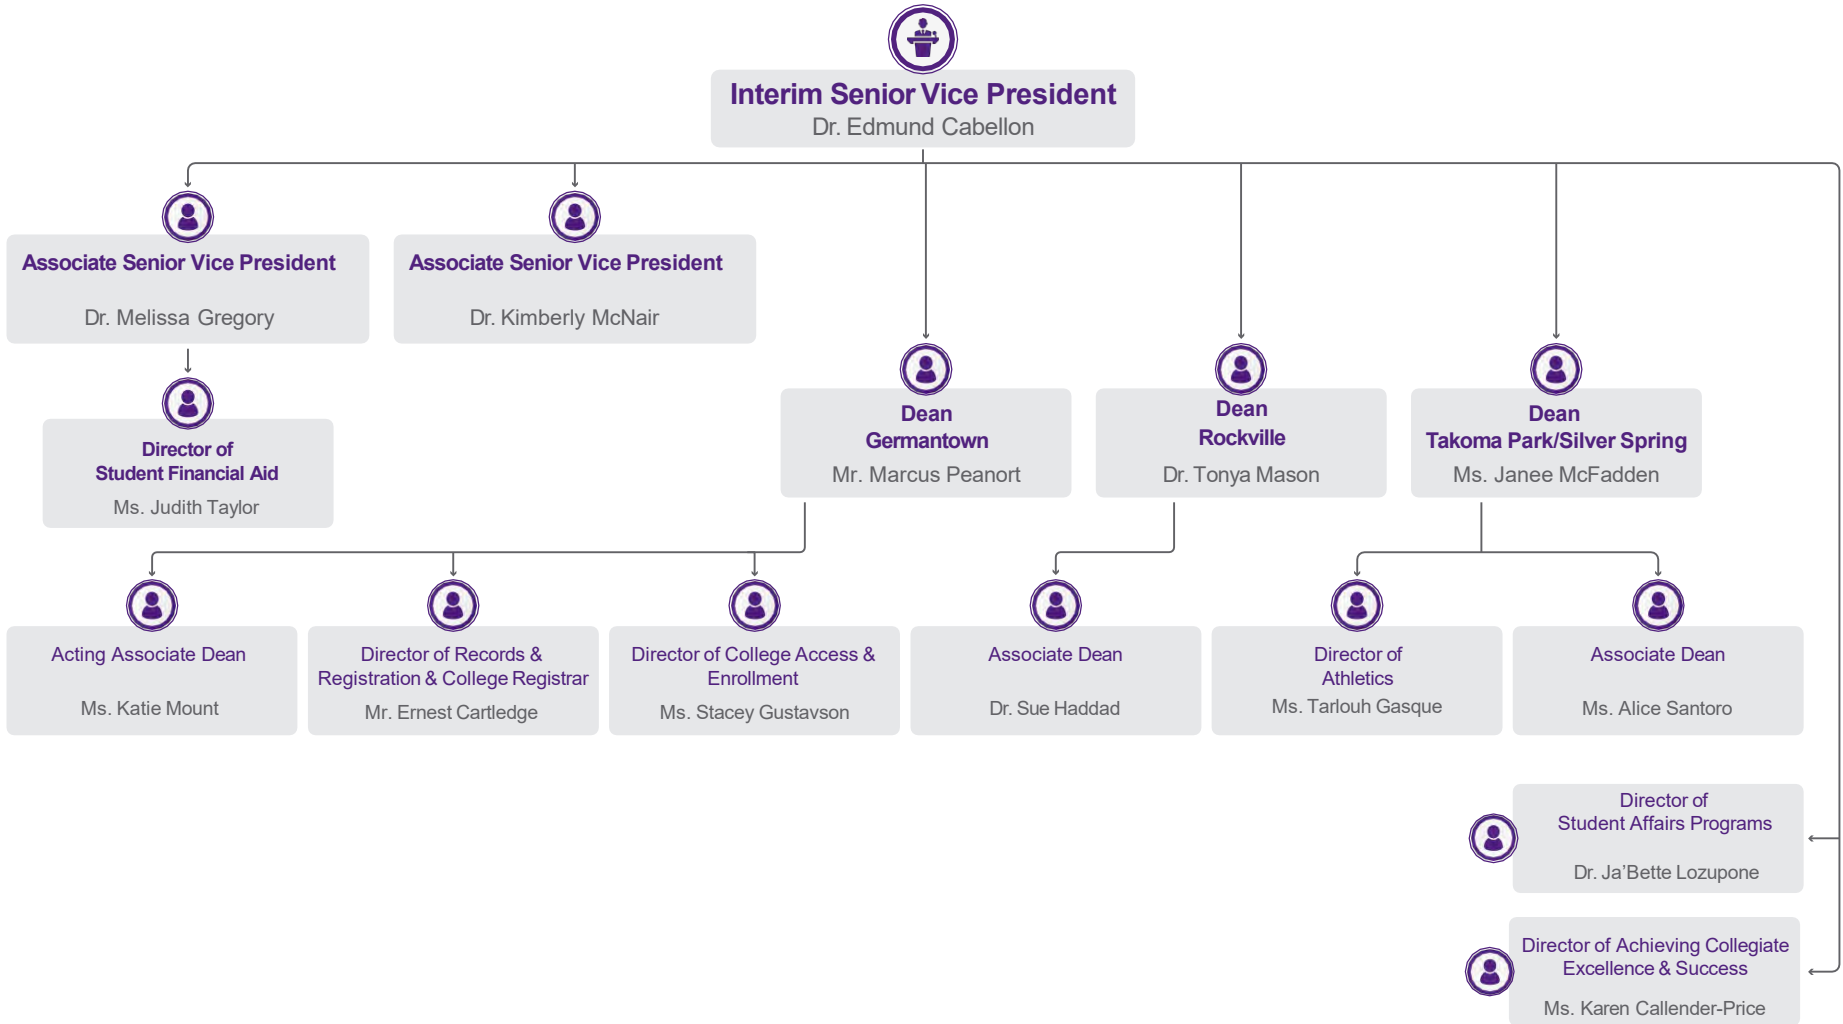 Interim Senior Vice President
Dr. Edmund Cabellon
Associate Senior Vice President
Dr. Melissa Gregory
Associate Senior Vice President
Dr. Kimberly McNair
Director of
Student Financial Aid
Ms. Judith Taylor
Dean
Germantown
Mr. Marcus Peanort
Dean
Rockville
Dr. Tonya Mason
Dean
Takoma Park/Silver Spring
Ms. Janee McFadden
Acting Associate Dean
Ms. Katie Mount
Director of Records &
Registration & College Registrar
Mr. Ernest Cartledge
Director of College Access &
Enrollment
Ms. Stacey Gustavson
Associate Dean
Dr. Sue Haddad
Director of
Athletics
Ms. Tarlouh Gasque
Associate Dean
Ms. Alice Santoro
Director of
Student Affairs Programs
Dr. Ja’Bette Lozupone
Director of Achieving Collegiate
Excellence & Success
Ms. Karen Callender-Price